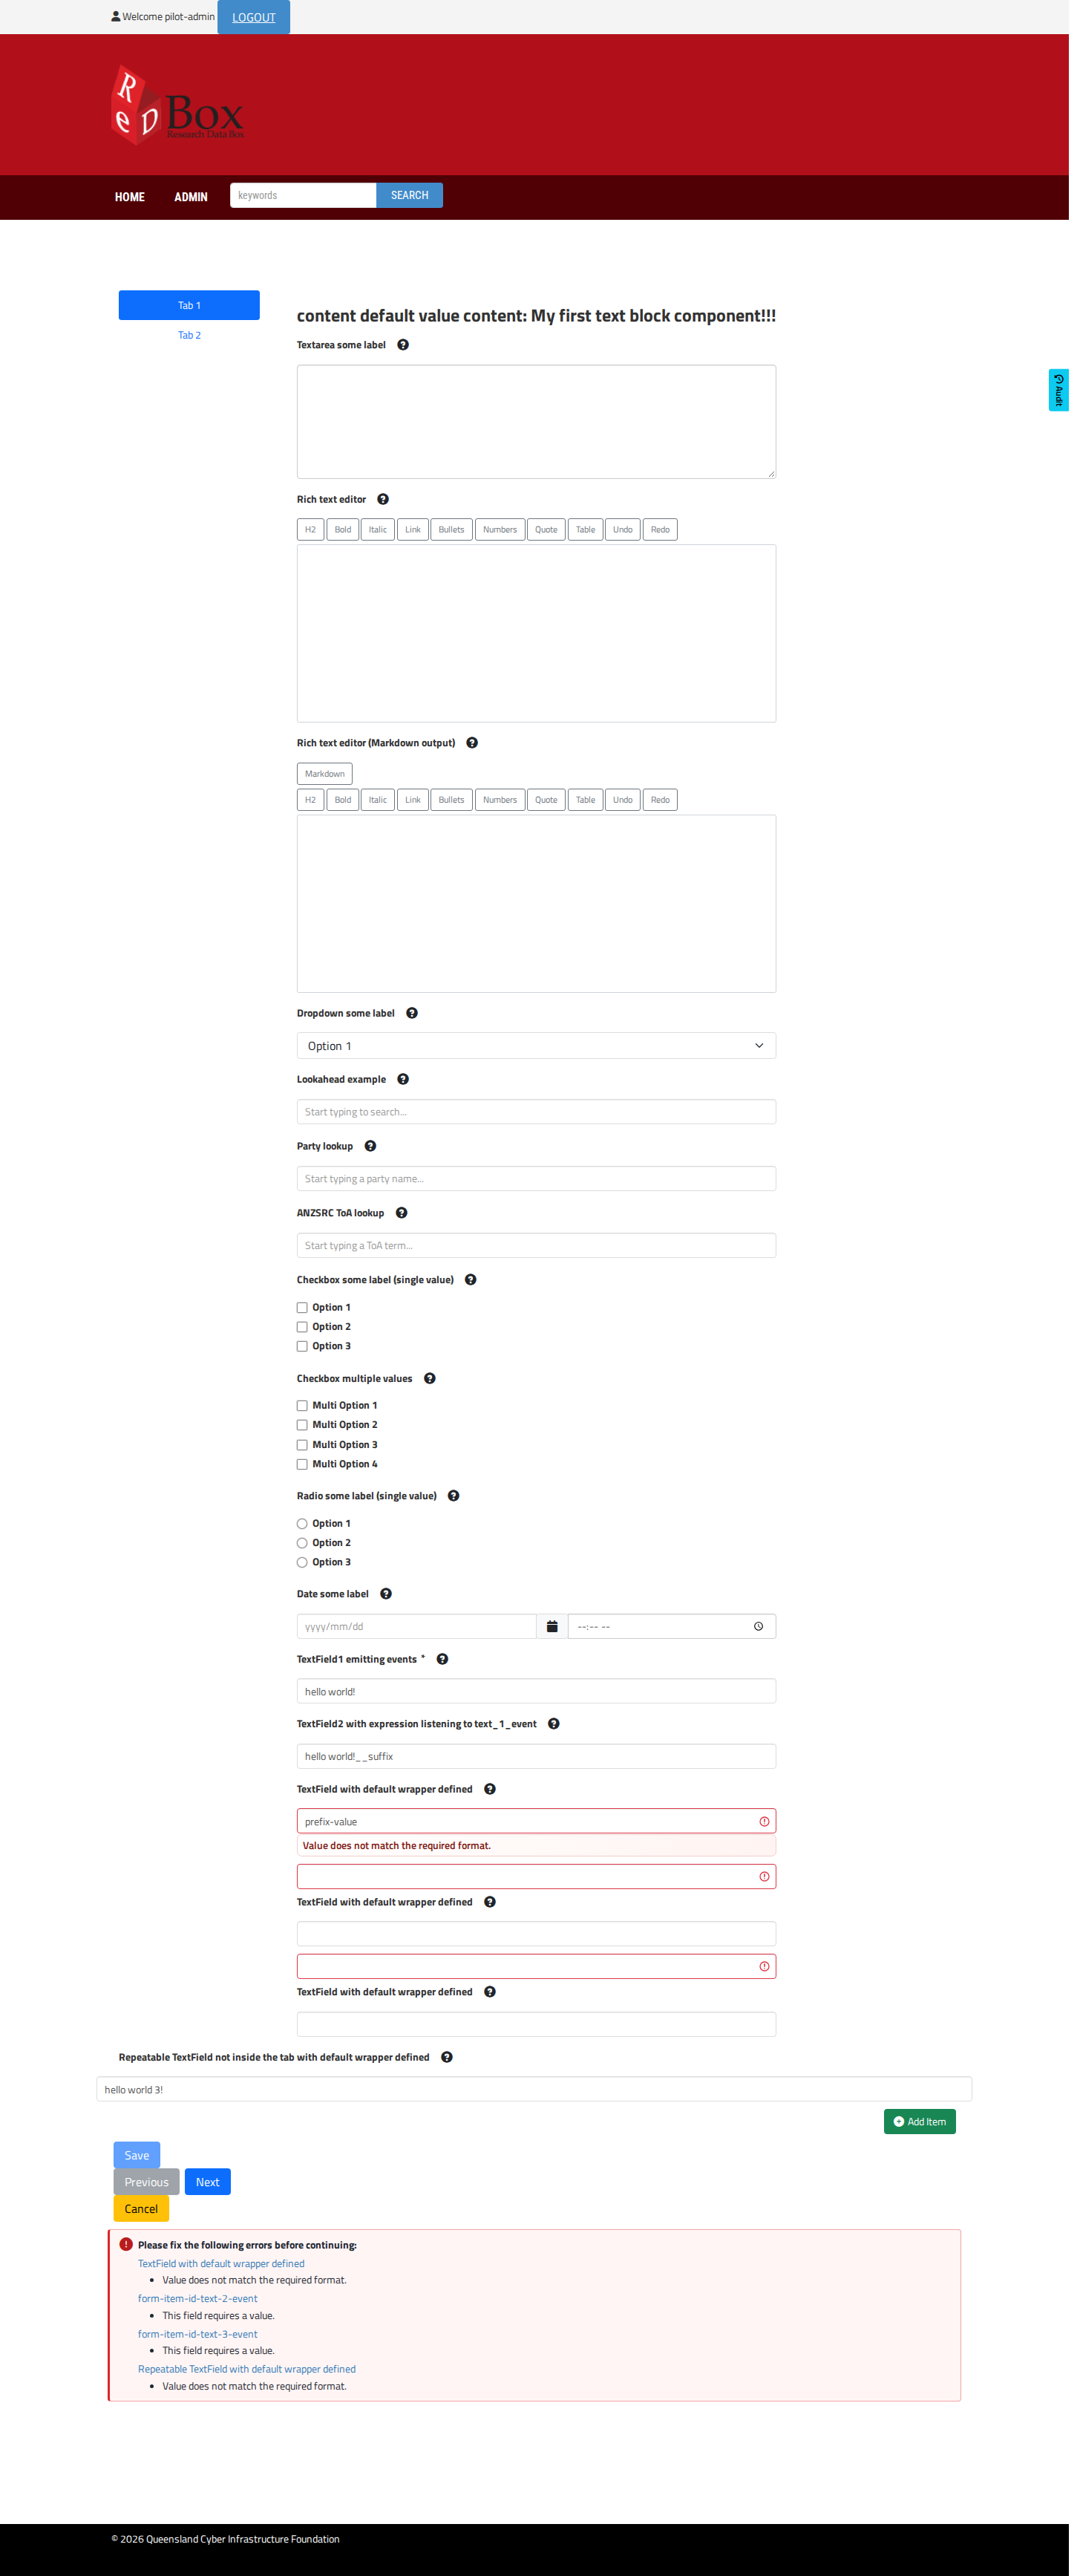 Welcome pilot-admin LOGOUT
Re D Box
Research Data Box
HOME ADMIN keywords SEARCH
Tab 1
Tab 2
content default value content: My first text block component!!!
Textarea some label
Audit
Rich text editor
H2 Bold Italic Link Bullets Numbers Quote Table Undo Redo
Rich text editor (Markdown output)
Markdown
H2 Bold Italic Link Bullets Numbers Quote Table Undo Redo
Dropdown some label
Option 1
Lookahead example
Start typing to search...
Party lookup
Start typing a party name...
ANZSRC ToA lookup
Start typing a ToA term...
Checkbox some label (single value)
Option 1
Option 2
Option 3
Checkbox multiple values
Multi Option 1
Multi Option 2
Multi Option 3
Multi Option 4
Radio some label (single value)
Option 1
Option 2
Option 3
Date some label
yyyy/mm/dd --:-- --
TextField1 emitting events *
hello world!
TextField2 with expression listening to text_1_event
hello world!__suffix
TextField with default wrapper defined
prefix-value
Value does not match the required format.
TextField with default wrapper defined
TextField with default wrapper defined
Repeatable TextField not inside the tab with default wrapper defined
hello world 3!
Add Item
Save
Previous Next
Cancel
Please fix the following errors before continuing:
TextField with default wrapper defined
• Value does not match the required format.
form-item-id-text-2-event
• This field requires a value.
form-item-id-text-3-event
• This field requires a value.
Repeatable TextField with default wrapper defined
• Value does not match the required format.
© 2026 Queensland Cyber Infrastructure Foundation